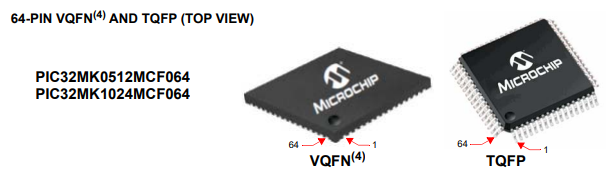 64-PIN VQFN(4) AND TQFP (TOP VIEW)
PIC32MK0512MCF064
PIC32MK1024MCF064
MICROCHIP
64
1
VQFN(4)
MICROCHIP
64
1
TQFP